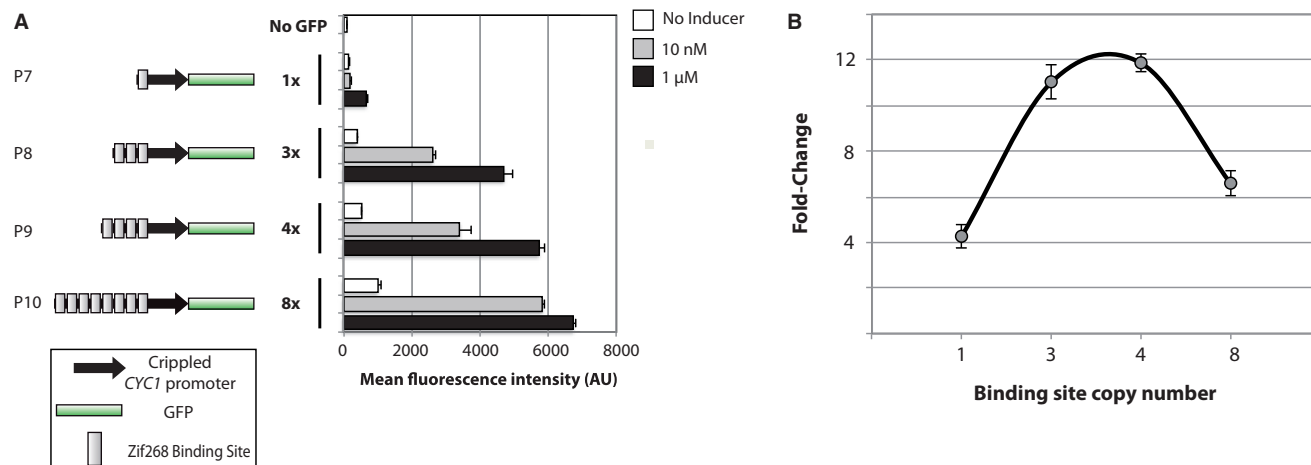 A
No GFP
P7
1x
P8
3x
P9
4x
P10
8x
0 2000 4000 6000 8000
Mean fluorescence intensity (AU)
No Inducer
10 nM
1 µM
Crippled
CYC1 promoter
GFP
Zif268 Binding Site
B
Fold-Change
12
8
4
1 3 4 8
Binding site copy number